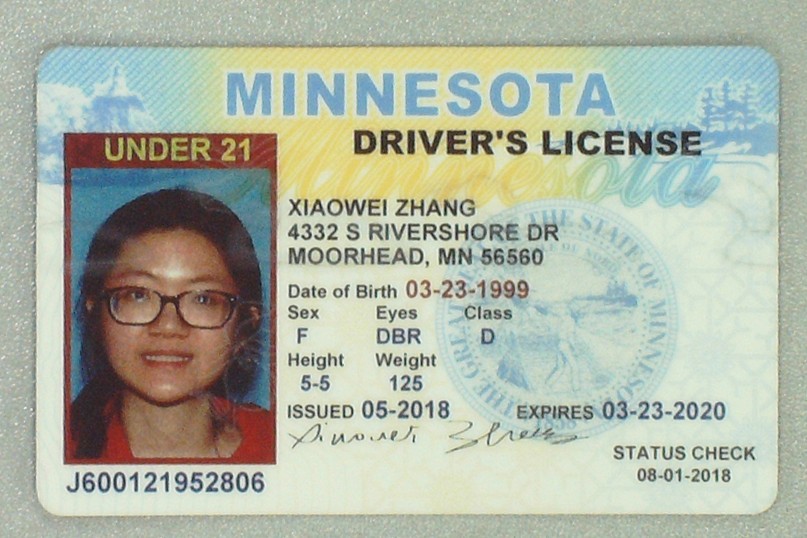 MINNESOTA
DRIVER'S LICENSE
UNDER 21
XIAOWEI ZHANG
4332 S RIVERSHORE DR
MOORHEAD, MN 56560
Date of Birth 03-23-1999
Sex Eyes Class
F DBR D
Height Weight
5-5 125
ISSUED 05-2018 EXPIRES 03-23-2020
STATUS CHECK
08-01-2018
J600121952806
Minnesota
THE GREAT SEAL OF THE STATE OF MINNESOTA